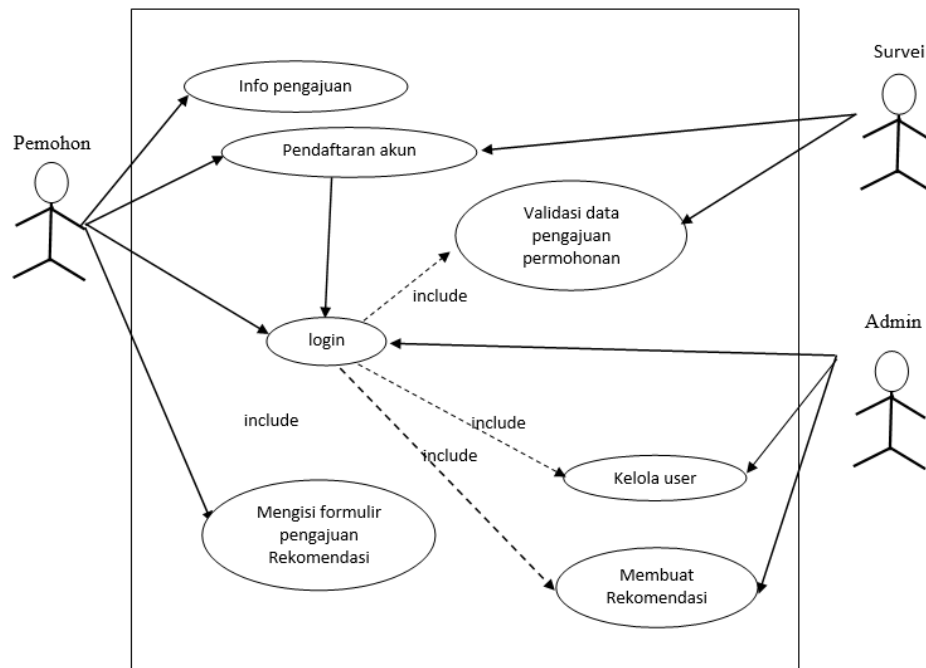 Survei
Info pengajuan
Pemohon
Pendaftaran akun
Validasi data
pengajuan
permohonan
include
Admin
login
include
include
include
Kelola user
Mengisi formulir
pengajuan
Rekomendasi
Membuat
Rekomendasi